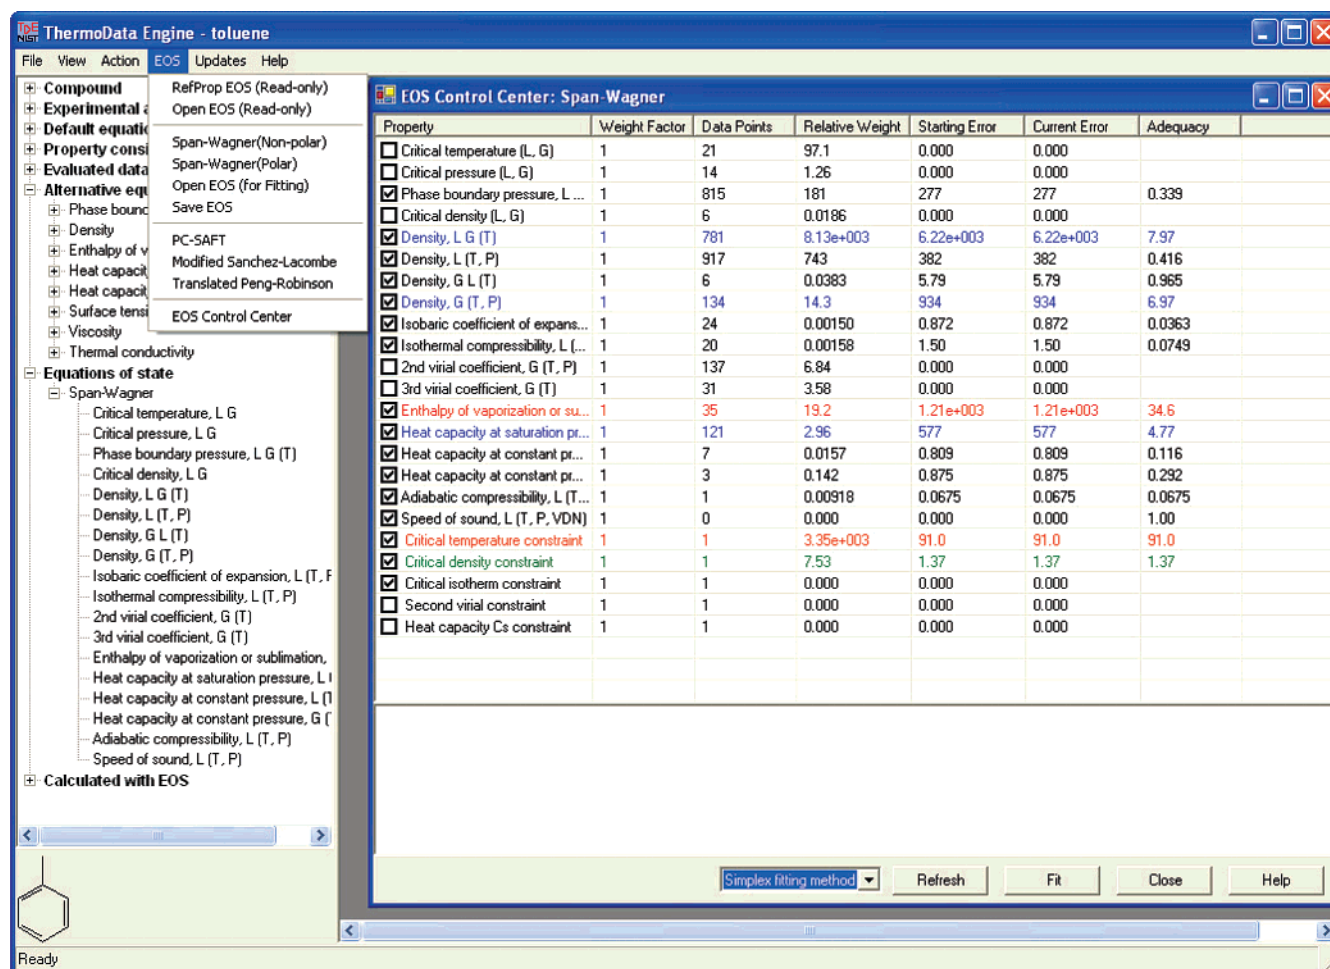 TDE NIST ThermoData Engine - toluene
File View Action EOS Updates Help
Compound
Experimental a
Default equatio
Property consi
Evaluated data
Alternative equ
Phase bound
Density
Enthalpy of v
Heat capacit
Heat capacit
Surface tensi
Viscosity
Thermal conductivity
Equations of state
Span-Wagner
Critical temperature, L G
Critical pressure, L G
Phase boundary pressure, L G (T)
Critical density, L G
Density, L G (T)
Density, L (T, P)
Density, G L (T)
Density, G (T, P)
Isobaric coefficient of expansion, L (T, F
Isothermal compressibility, L (T, P)
2nd virial coefficient, G (T)
3rd virial coefficient, G (T)
Enthalpy of vaporization or sublimation,
Heat capacity at saturation pressure, L
Heat capacity at constant pressure, L (T
Heat capacity at constant pressure, G (
Adiabatic compressibility, L (T, P)
Speed of sound, L (T, P)
Calculated with EOS
RefProp EOS (Read-only)
Open EOS (Read-only)
Span-Wagner(Non-polar)
Span-Wagner(Polar)
Open EOS (for Fitting)
Save EOS
PC-SAFT
Modified Sanchez-Lacombe
Translated Peng-Robinson
EOS Control Center
EOS Control Center: Span-Wagner
Property Weight Factor Data Points Relative Weight Starting Error Current Error Adequacy
Critical temperature (L, G) 1 21 97.1 0.000 0.000
Critical pressure (L, G) 1 14 1.26 0.000 0.000
Phase boundary pressure, L ... 1 815 181 277 277 0.339
Critical density (L, G) 1 6 0.0186 0.000 0.000
Density, L G (T) 1 781 8.13e+003 6.22e+003 6.22e+003 7.97
Density, L (T, P) 1 917 743 382 382 0.416
Density, G L (T) 1 6 0.0383 5.79 5.79 0.965
Density, G (T, P) 1 134 14.3 934 934 6.97
Isobaric coefficient of expans... 1 24 0.00150 0.872 0.872 0.0363
Isothermal compressibility, L (... 1 20 0.00158 1.50 1.50 0.0749
2nd virial coefficient, G (T, P) 1 137 6.84 0.000 0.000
3rd virial coefficient, G (T) 1 31 3.58 0.000 0.000
Enthalpy of vaporization or su... 1 35 19.2 1.21e+003 1.21e+003 34.6
Heat capacity at saturation pr... 1 121 2.96 577 577 4.77
Heat capacity at constant pr... 1 7 0.0157 0.809 0.809 0.116
Heat capacity at constant pr... 1 3 0.142 0.875 0.875 0.292
Adiabatic compressibility, L (T... 1 1 0.00918 0.0675 0.0675 0.0675
Speed of sound, L (T, P, VDN) 1 0 0.000 0.000 0.000 1.00
Critical temperature constraint 1 1 3.35e+003 91.0 91.0 91.0
Critical density constraint 1 1 7.53 1.37 1.37 1.37
Critical isotherm constraint 1 1 0.000 0.000 0.000
Second virial constraint 1 1 0.000 0.000 0.000
Heat capacity Cs constraint 1 1 0.000 0.000 0.000
Simplex fitting method Refresh Fit Close Help
Ready